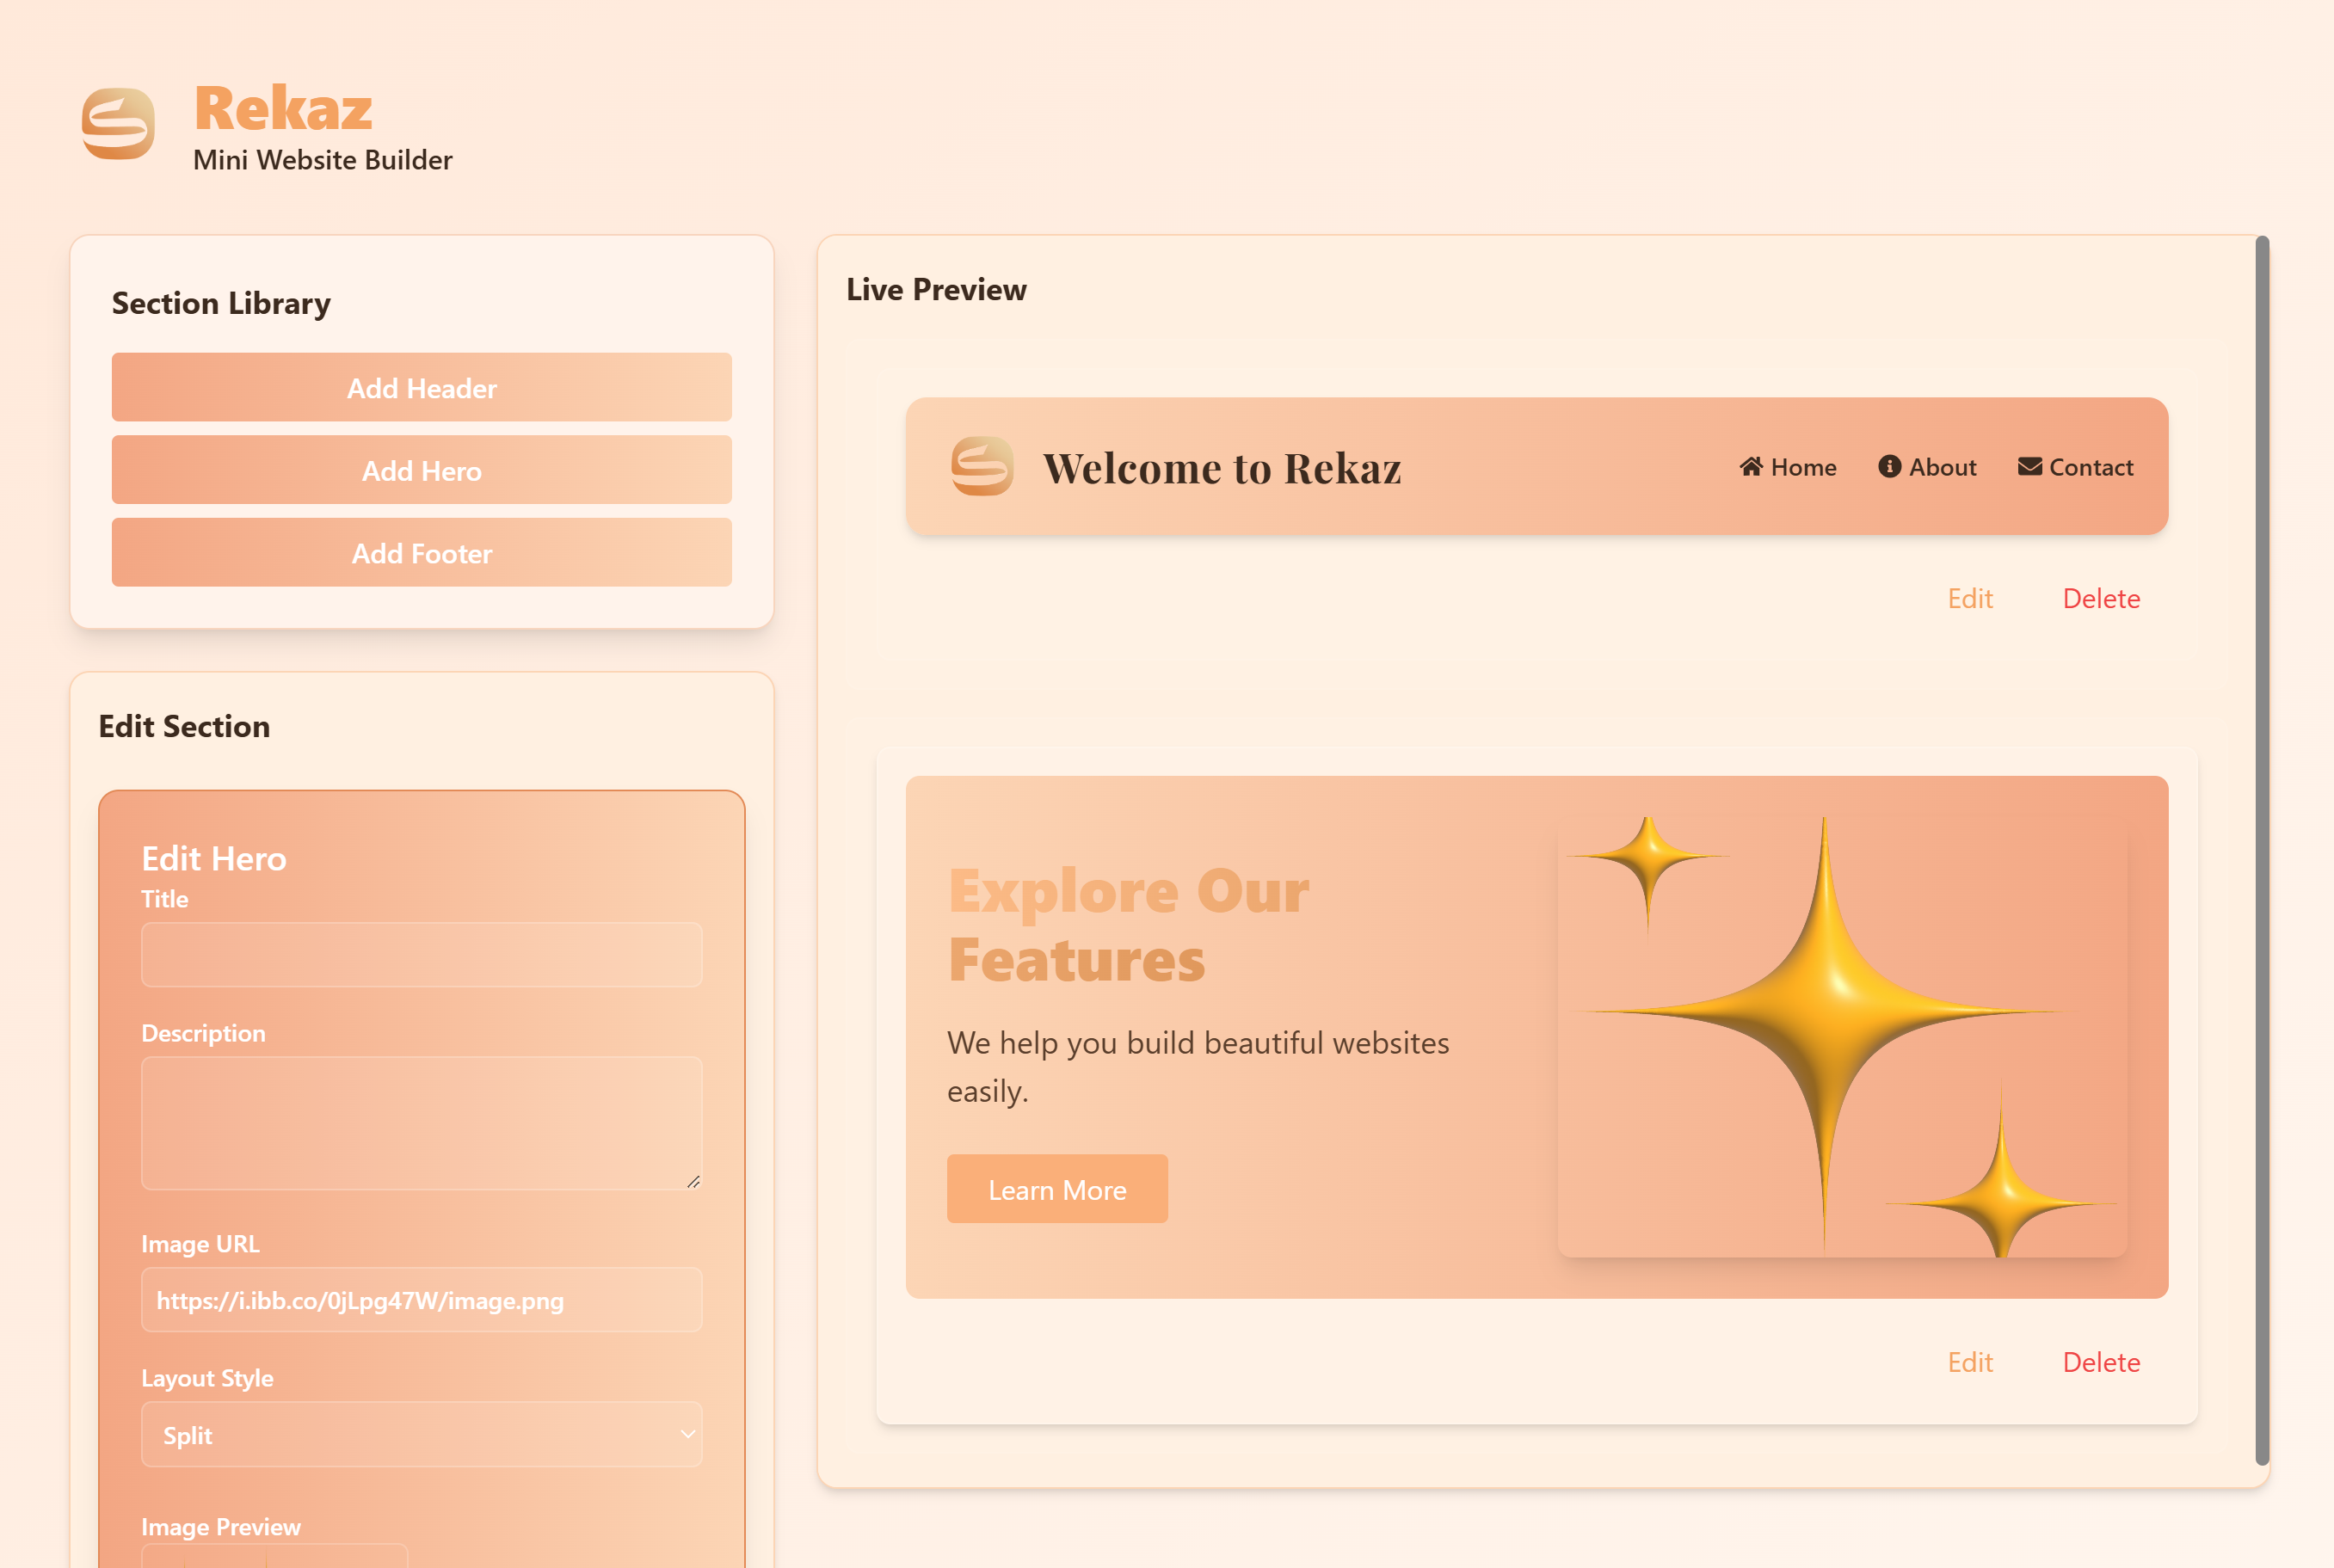 Rekaz
Mini Website Builder
Section Library
Add Header
Add Hero
Add Footer
Edit Section
Edit Hero
Title
Description
Image URL
https://i.ibb.co/0jLpg47W/image.png
Layout Style
Split
Image Preview
Live Preview
Welcome to Rekaz
Home About Contact
Edit Delete
Explore Our
Features
We help you build beautiful websites
easily.
Learn More
Edit Delete